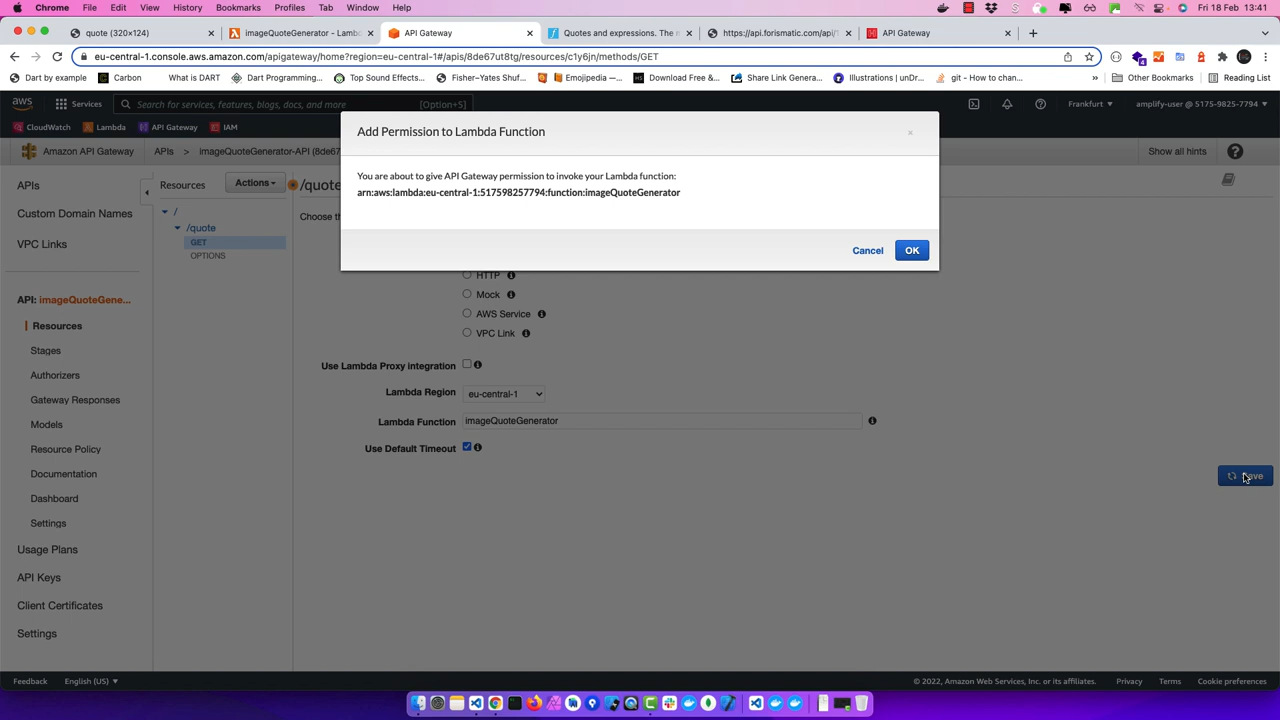 Chrome File Edit View History Bookmarks Profiles Tab Window Help Fri 18 Feb 13:41
quote (320×124) imageQuoteGenerator - Lambd API Gateway Quotes and expressions. The m https://api.forismatic.com/api/ API Gateway
eu-central-1.console.aws.amazon.com/apigateway/home?region=eu-central-1#/apis/8de67ut8tg/resources/c1y6jn/methods/GET
Dart by example Carbon What is DART Dart Programming... Top Sound Effects... Fisher–Yates Shuf... Emojipedia — H... Download Free &... Share Link Genera... Illustrations | unDr... git - How to chan... » Other Bookmarks Reading List
aws Services Search for services, features, blogs, docs, and more [Option+S] Frankfurt amplify-user @ 5175-9825-7794
CloudWatch Lambda API Gateway IAM
Amazon API Gateway APIs > imageQuoteGenerator-API (8de67 Show all hints ?
Add Permission to Lambda Function ×
You are about to give API Gateway permission to invoke your Lambda function:
arn:aws:lambda:eu-central-1:517598257794:function:imageQuoteGenerator
Cancel OK
APIs
Custom Domain Names
VPC Links
API: imageQuoteGene...
Resources
Stages
Authorizers
Gateway Responses
Models
Resource Policy
Documentation
Dashboard
Settings
Usage Plans
API Keys
Client Certificates
Settings
Resources Actions
/
/quote
GET
OPTIONS
/quote
Choose th
HTTP
Mock
AWS Service
VPC Link
Use Lambda Proxy integration
Lambda Region eu-central-1
Lambda Function imageQuoteGenerator
Use Default Timeout
Save
Feedback English (US) © 2022, Amazon Web Services, Inc. or its affiliates. Privacy Terms Cookie preferences